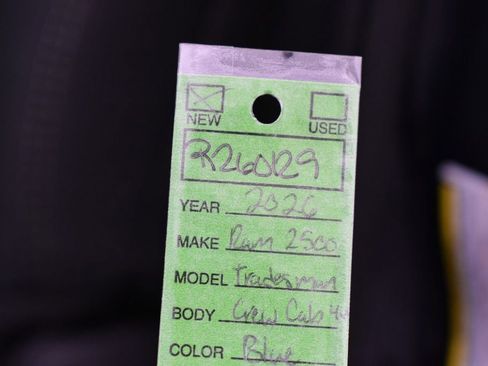 NEW USED
R260129
YEAR 2026
MAKE Ram 2500
MODEL Tradesman
BODY Crew Cab
COLOR Blue